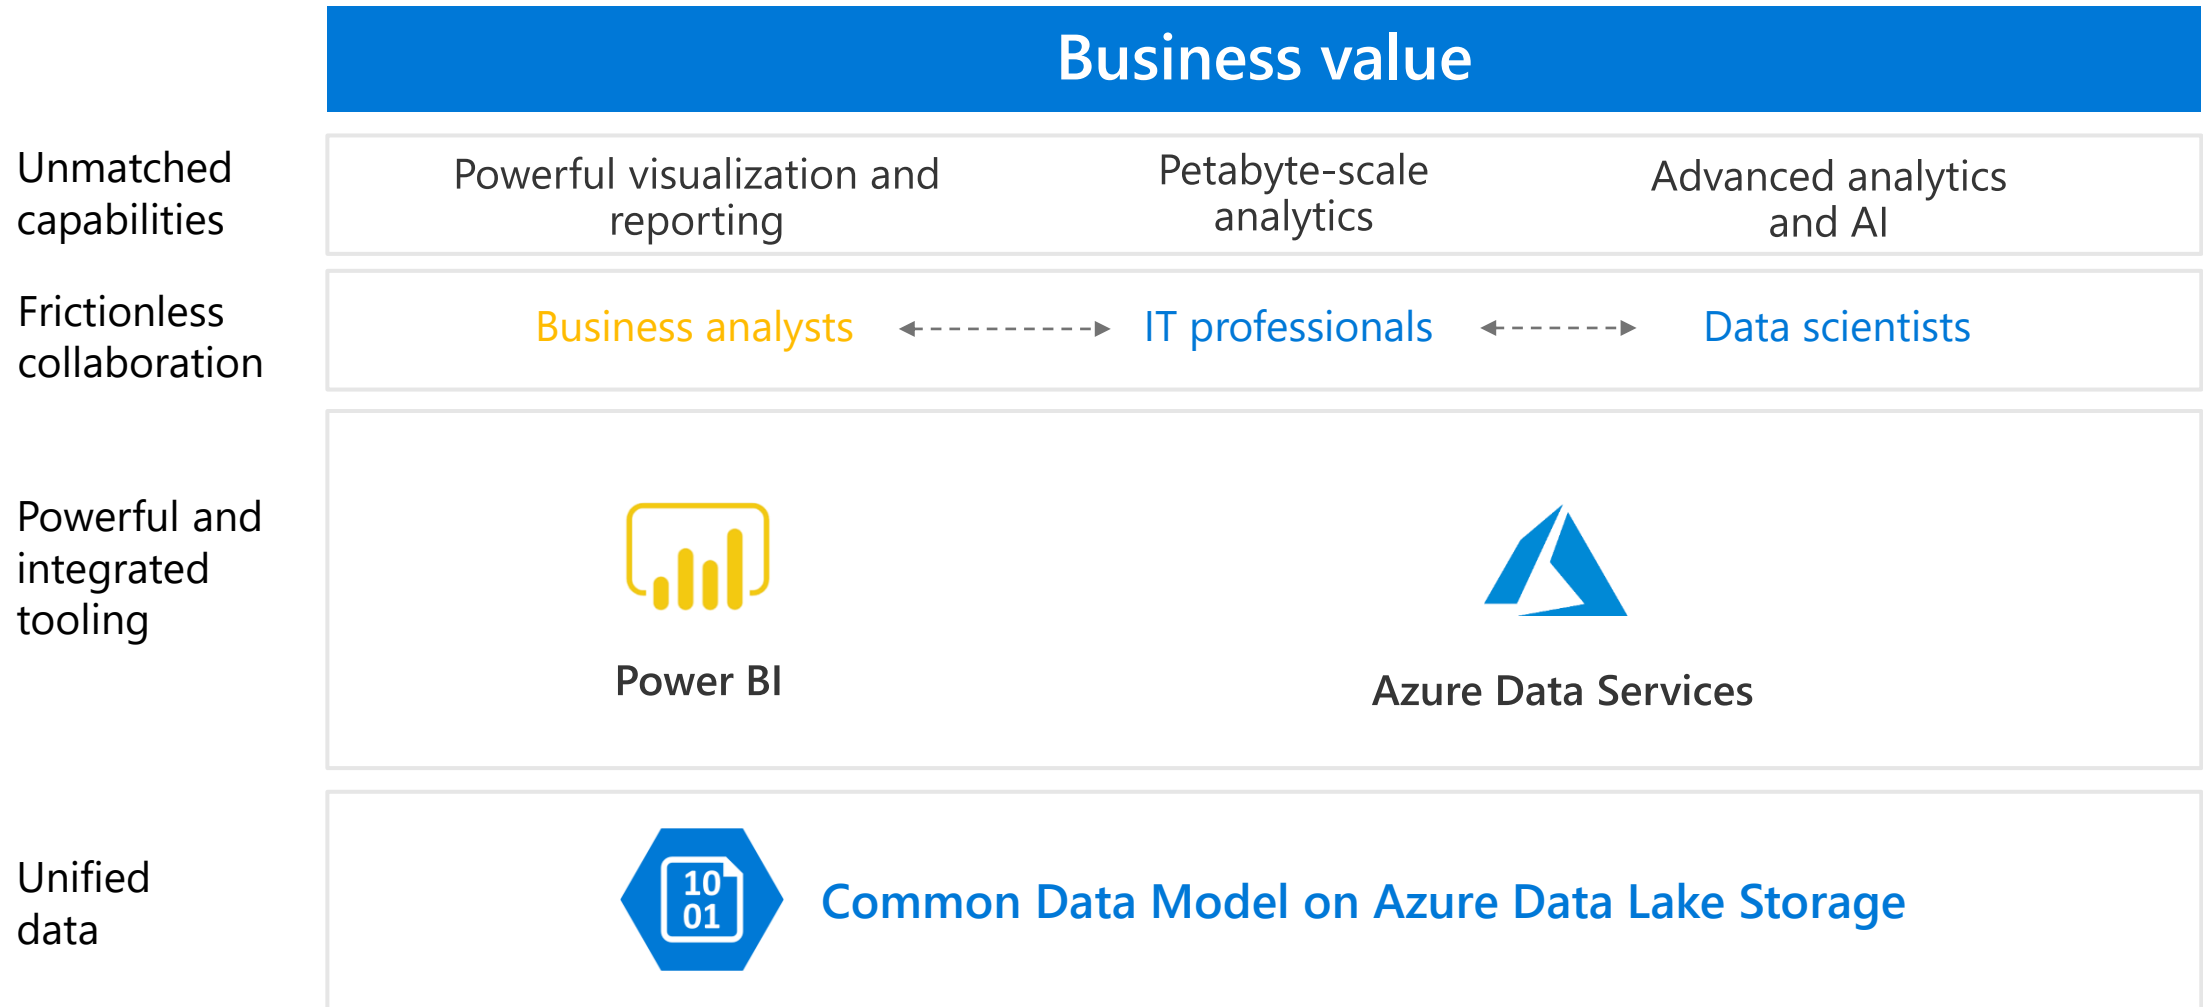 Business value
Unmatched
capabilities
Powerful visualization and
reporting
Petabyte-scale
analytics
Advanced analytics
and AI
Frictionless
collaboration
Business analysts
IT professionals
Data scientists
Powerful and
integrated
tooling
Power BI
Azure Data Services
Unified
data
10
01
Common Data Model on Azure Data Lake Storage